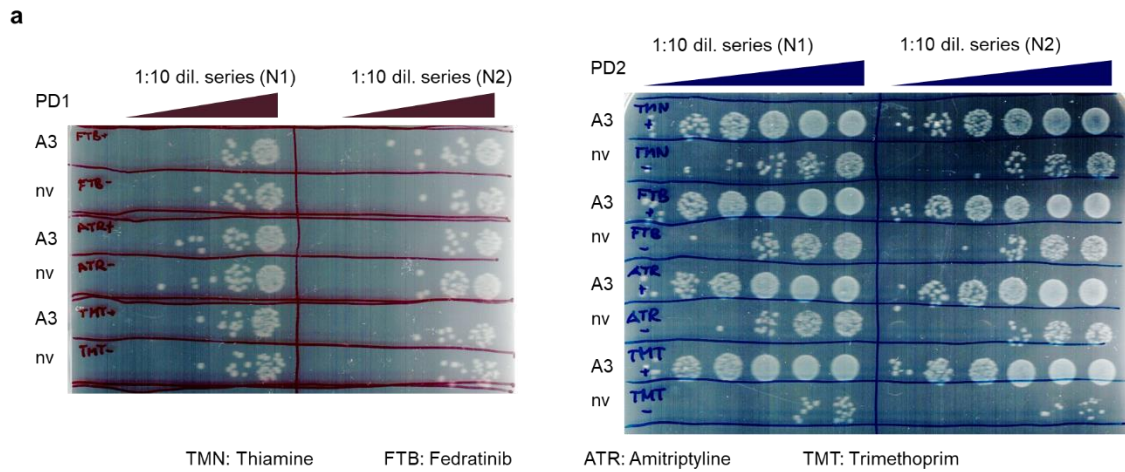 a
1:10 dil. series (N1)
1:10 dil. series (N2)
PD1
A3
FTB+
nv
FTB-
A3
ATR+
nv
ATR-
A3
TMT+
nv
TMT-
1:10 dil. series (N1)
1:10 dil. series (N2)
PD2
A3
TMN
+
nv
TMN
-
A3
FTB
+
nv
FTB
-
A3
ATR
+
nv
ATR
-
A3
TMT
+
nv
TMT
-
TMN: Thiamine
FTB: Fedratinib
ATR: Amitriptyline
TMT: Trimethoprim